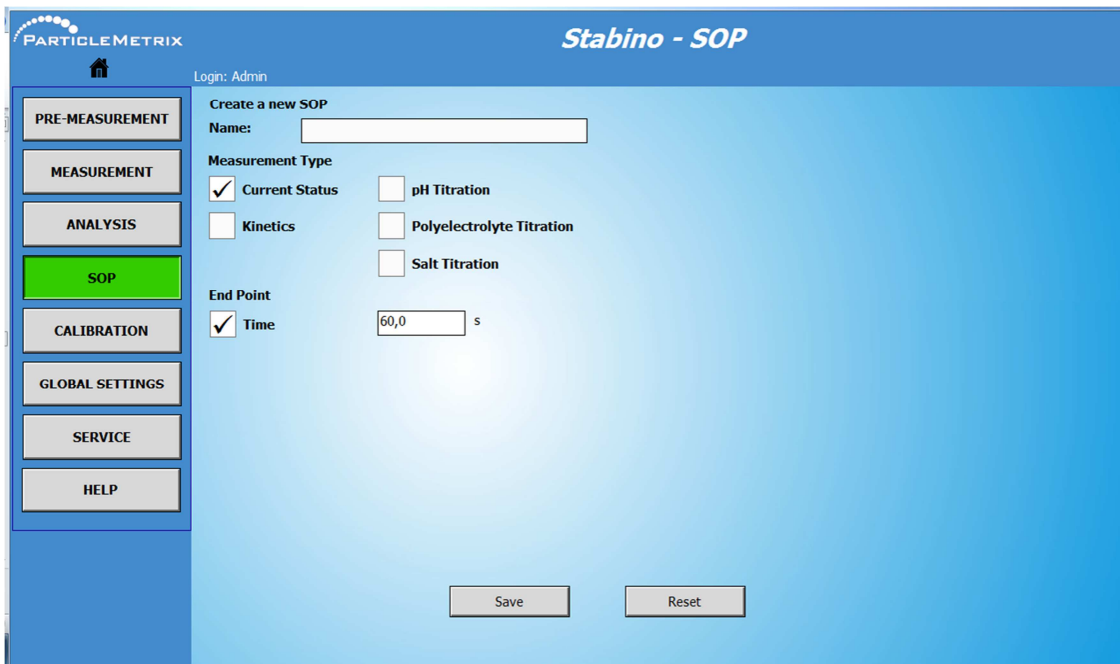 PARTICLEMETRIX
Stabino - SOP
Login: Admin
PRE-MEASUREMENT
MEASUREMENT
ANALYSIS
SOP
CALIBRATION
GLOBAL SETTINGS
SERVICE
HELP
Create a new SOP
Name:
Measurement Type
Current Status pH Titration
Kinetics Polyelectrolyte Titration
Salt Titration
End Point
Time 60,0 s
Save Reset